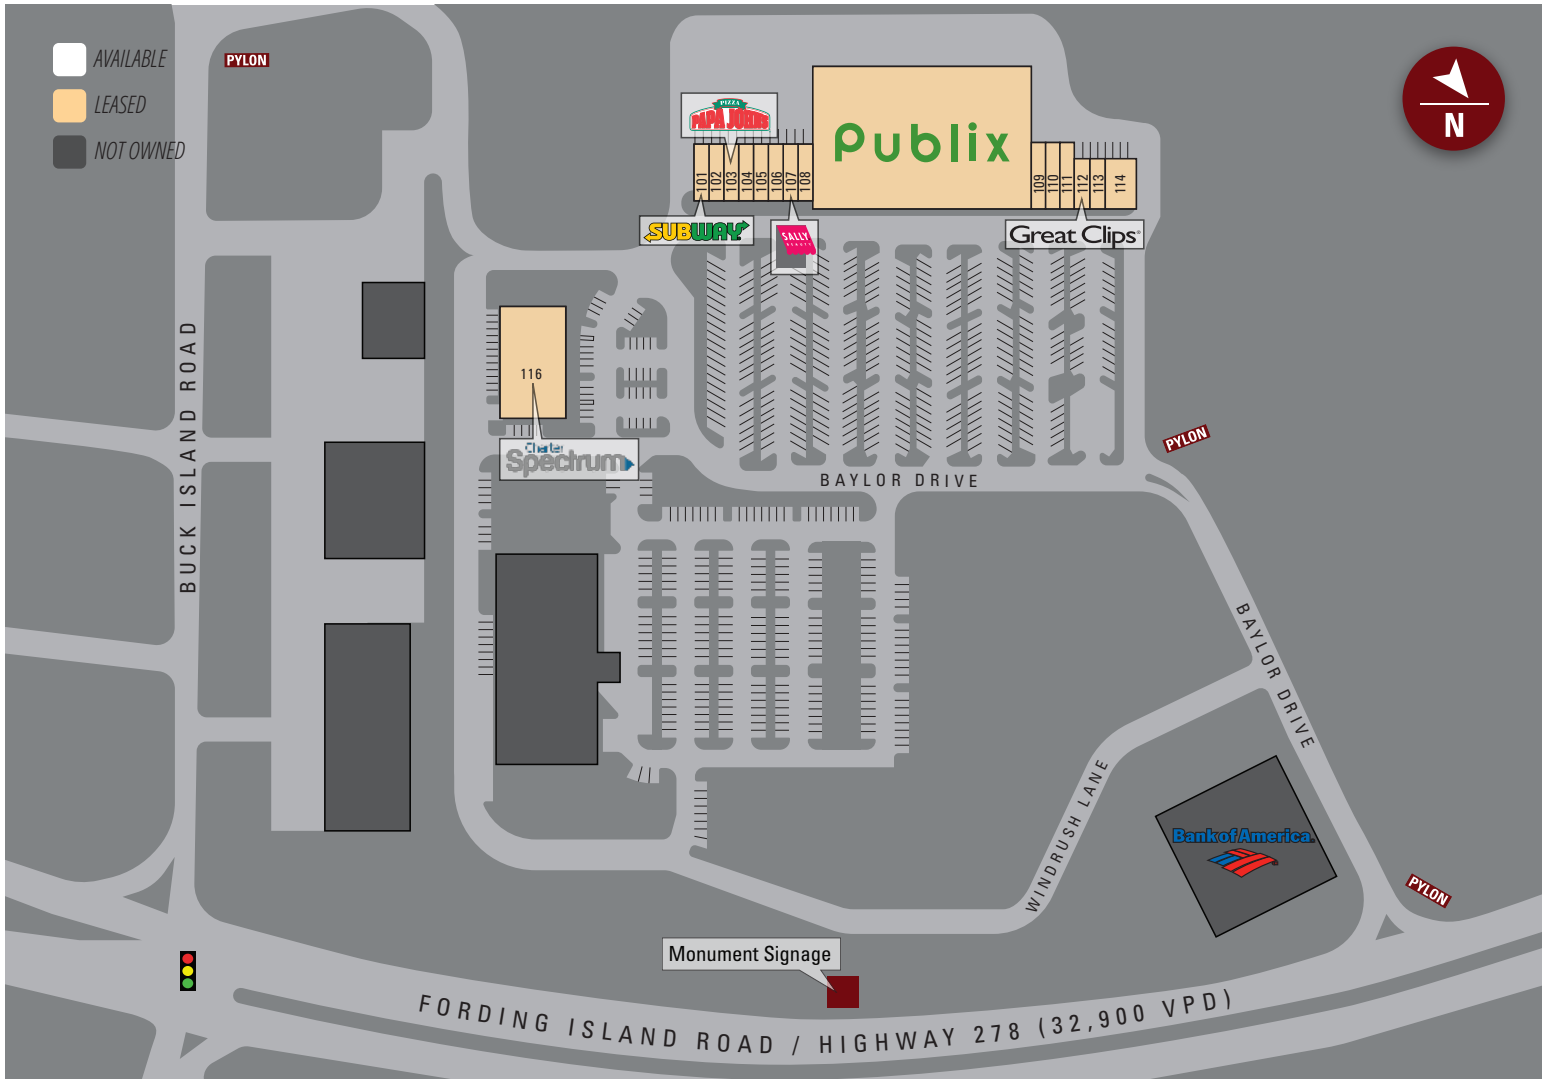 AVAILABLE
LEASED
NOT OWNED
PYLON
PIZZA
PAPA JOHN'S
Publix
N
101
102
103
104
105
106
107
108
109
110
111
112
113
114
SUBWAY
SALLY
BEAUTY
Great Clips
116
Charter
Spectrum
PYLON
BAYLOR DRIVE
BUCK ISLAND ROAD
BAYLOR DRIVE
WINDRUSH LANE
Bank of America
PYLON
Monument Signage
FORDING ISLAND ROAD / HIGHWAY 278 (32,900 VPD)